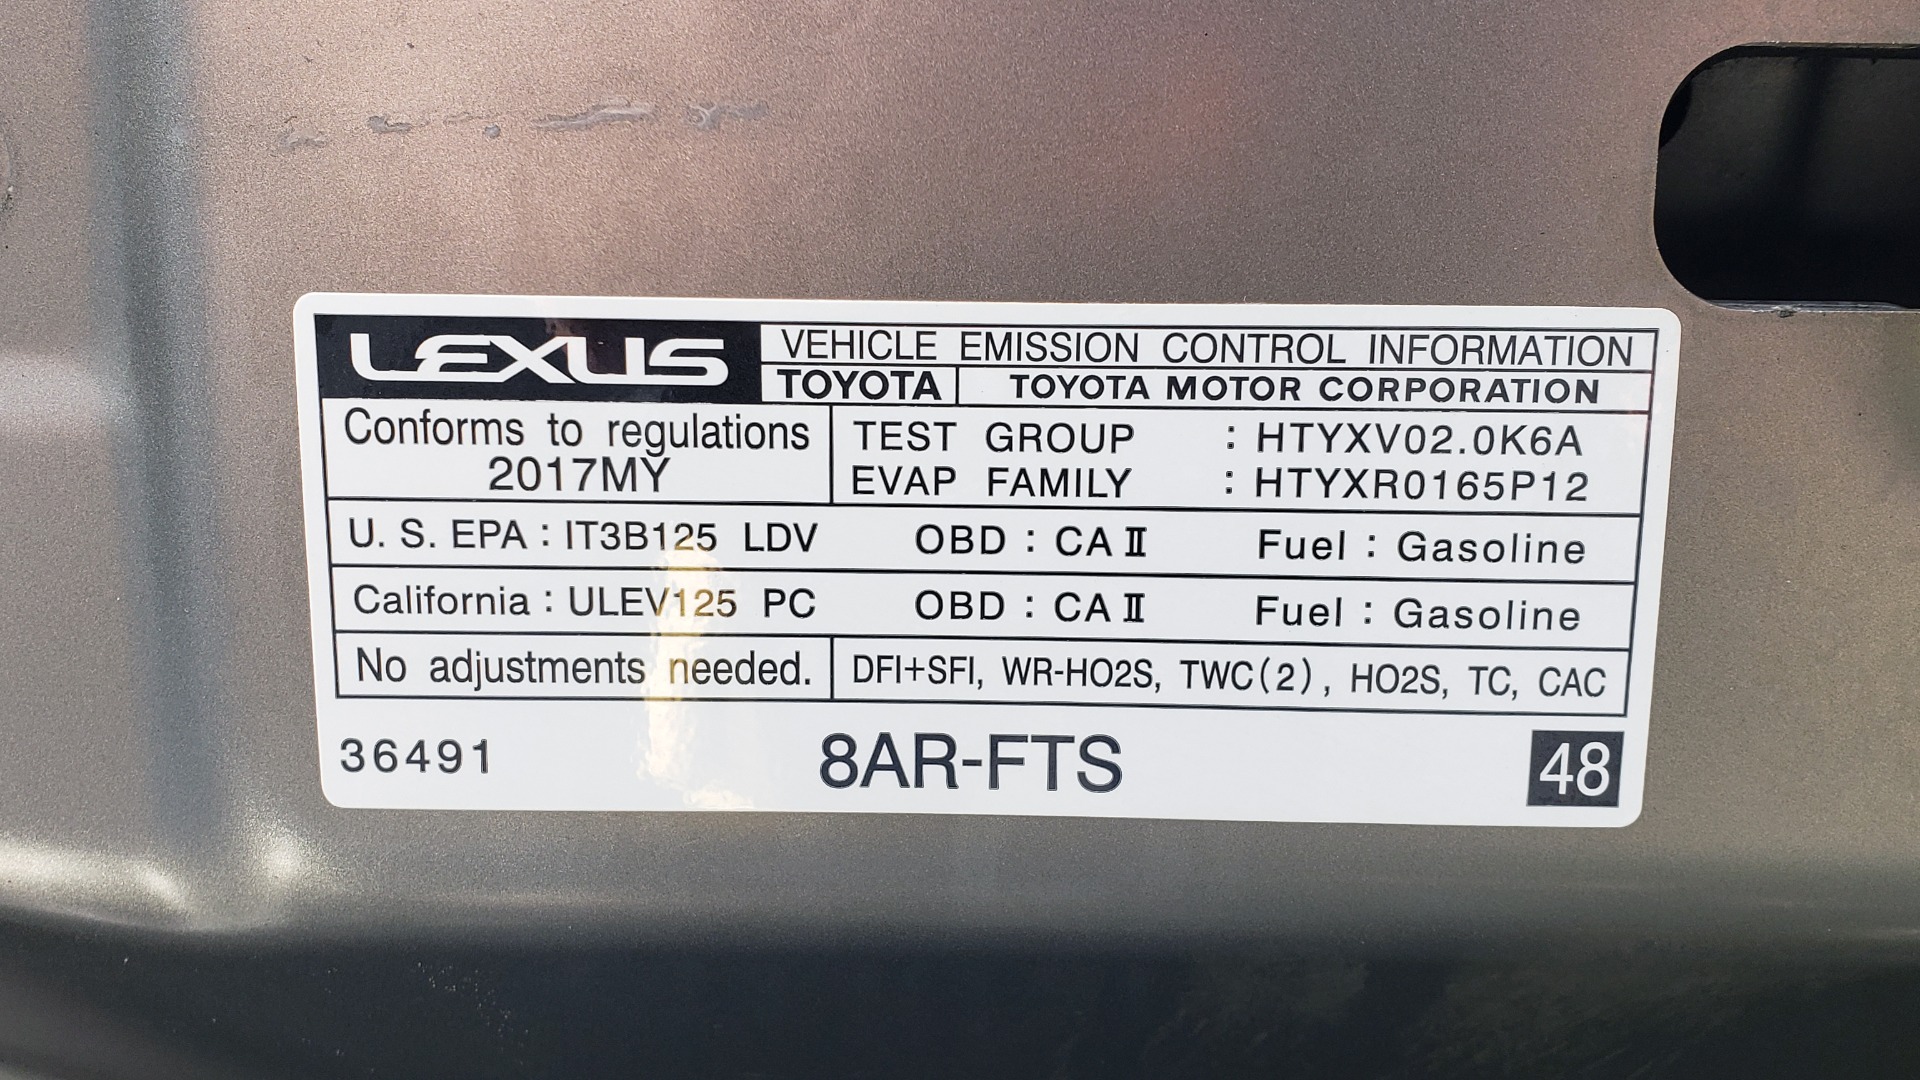 LEXUS VEHICLE EMISSION CONTROL INFORMATION
TOYOTA TOYOTA MOTOR CORPORATION
Conforms to regulations
2017MY
TEST GROUP : HTYXV02.0K6A
EVAP FAMILY : HTYXR0165P12
U. S. EPA : IT3B125 LDV OBD : CA II Fuel : Gasoline
California : ULEV125 PC OBD : CA II Fuel : Gasoline
No adjustments needed. DFI+SFI, WR-HO2S, TWC(2), HO2S, TC, CAC
36491 8AR-FTS 48